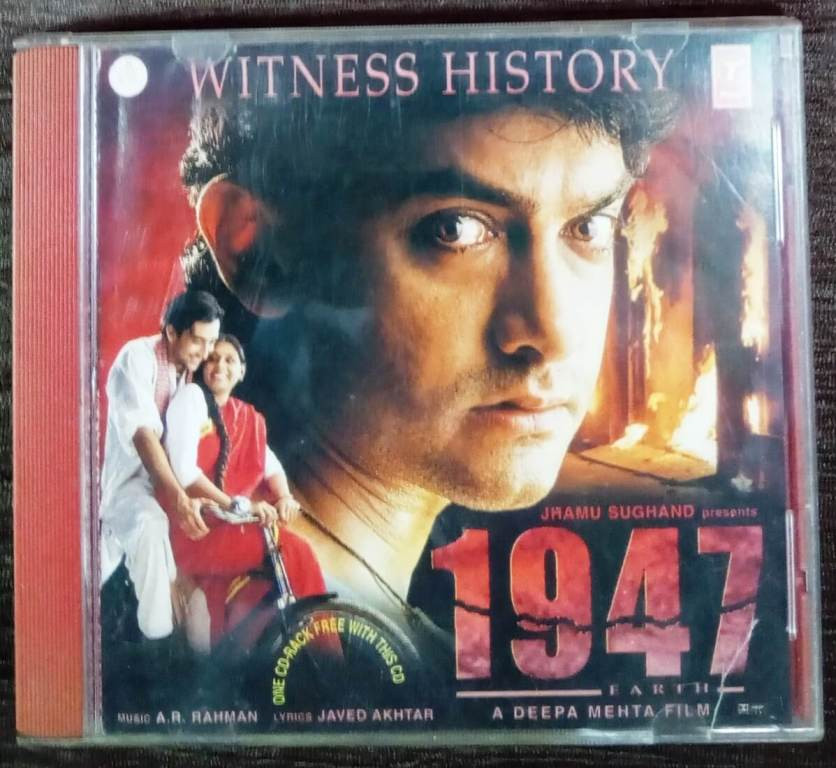 WITNESS HISTORY
T
JHAMU SUGHAND presents
1947
EARTH
ONE CD-RACK FREE WITH THIS CD
MUSIC A.R. RAHMAN LYRICS JAVED AKHTAR
A DEEPA MEHTA FILM